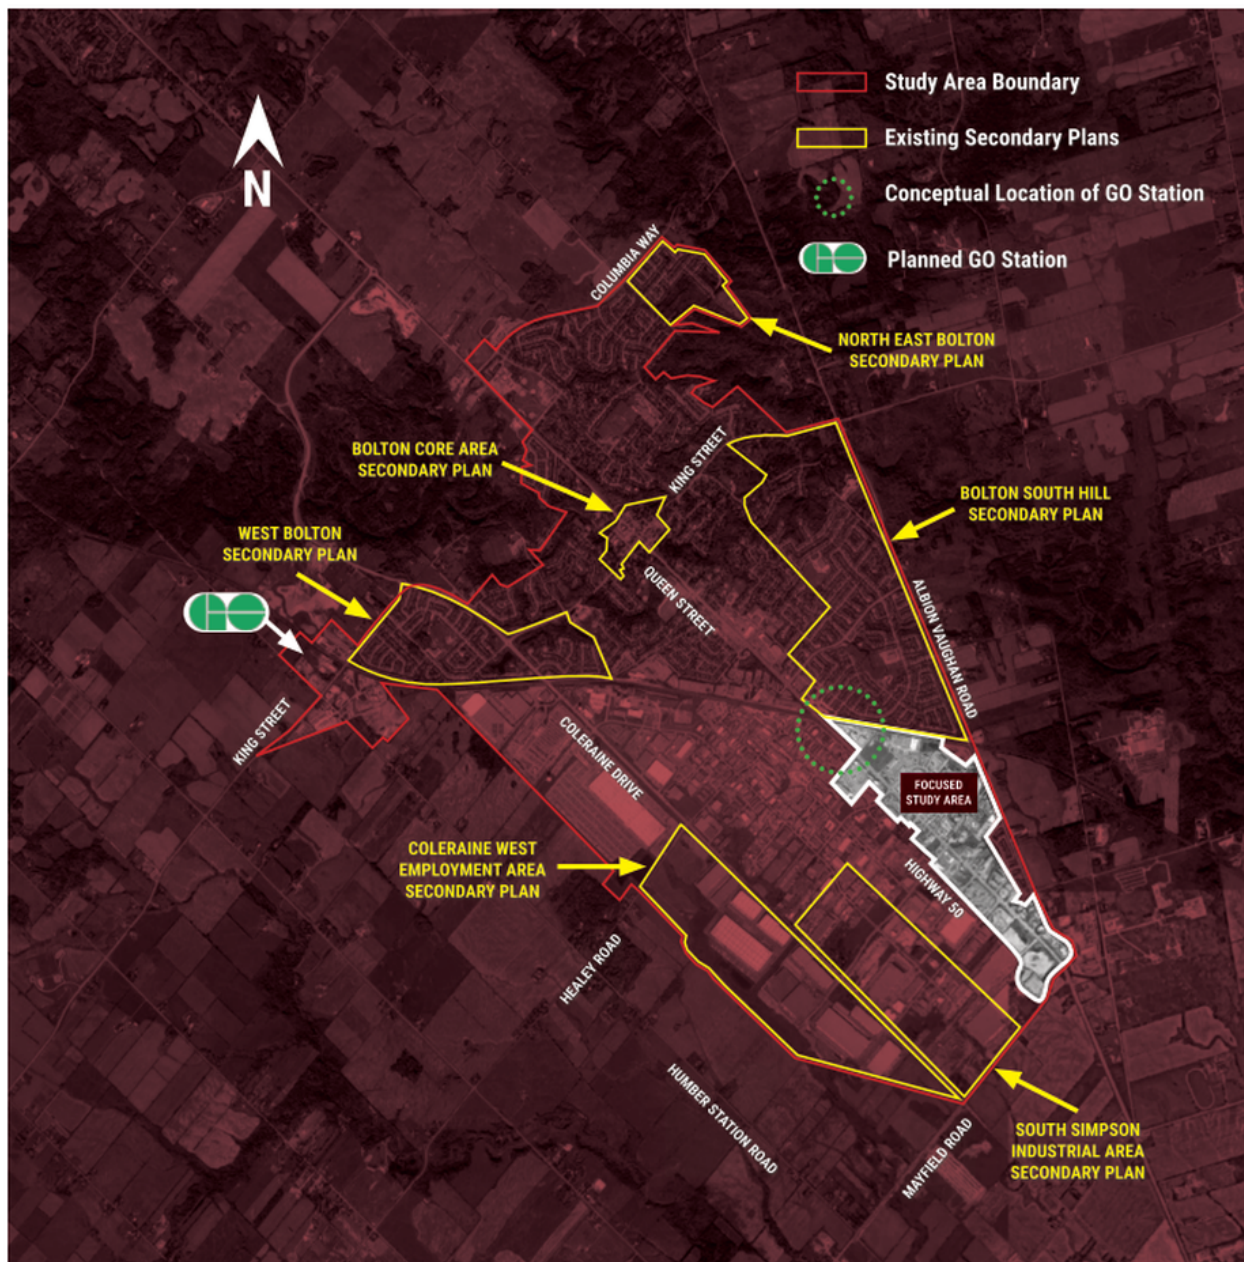 Study Area Boundary
Existing Secondary Plans
Conceptual Location of GO Station
GO
Planned GO Station
N
COLUMBIA WAY
NORTH EAST BOLTON
SECONDARY PLAN
BOLTON CORE AREA
SECONDARY PLAN
KING STREET
BOLTON SOUTH HILL
SECONDARY PLAN
WEST BOLTON
SECONDARY PLAN
GO
QUEEN STREET
ALBION VAUGHAN ROAD
KING STREET
COLERAINE DRIVE
FOCUSED
STUDY AREA
COLERAINE WEST
EMPLOYMENT AREA
SECONDARY PLAN
HIGHWAY 50
HEALEY ROAD
HUMBER STATION ROAD
MAYFIELD ROAD
SOUTH SIMPSON
INDUSTRIAL AREA
SECONDARY PLAN